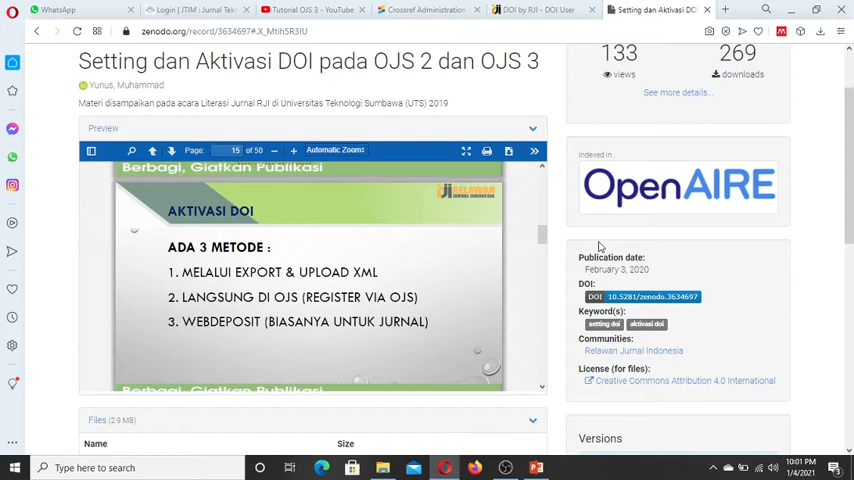 WhatsApp
Login | JTIM : Jurnal Tekn
Tutorial OJS 3 - YouTube
Crossref Administration
DOI by RJI - DOI User
Setting dan Aktivasi DOI
zenodo.org/record/3634697#.X_Mtih5R3IU
Setting dan Aktivasi DOI pada OJS 2 dan OJS 3
Yunus, Muhammad
Materi disampaikan pada acara Literasi Jurnal RJI di Universitas Teknologi Sumbawa (UTS) 2019
Preview
Page: 15 of 50 Automatic Zoom
Berbagi, Giatkan Publikasi
RELAWAN
JURNAL INDONESIA
AKTIVASI DOI
ADA 3 METODE :
1. MELALUI EXPORT & UPLOAD XML
2. LANGSUNG DI OJS (REGISTER VIA OJS)
3. WEBDEPOSIT (BIASANYA UNTUK JURNAL)
Berbagi, Giatkan Publikasi
Files (2.9 MB)
Name Size
133 269
views downloads
See more details...
Indexed in
OpenAIRE
Publication date:
February 3, 2020
DOI:
DOI 10.5281/zenodo.3634697
Keyword(s):
setting doi aktivasi doi
Communities:
Relawan Jurnal Indonesia
License (for files):
Creative Commons Attribution 4.0 International
Versions
Type here to search
10:01 PM
1/4/2021
3